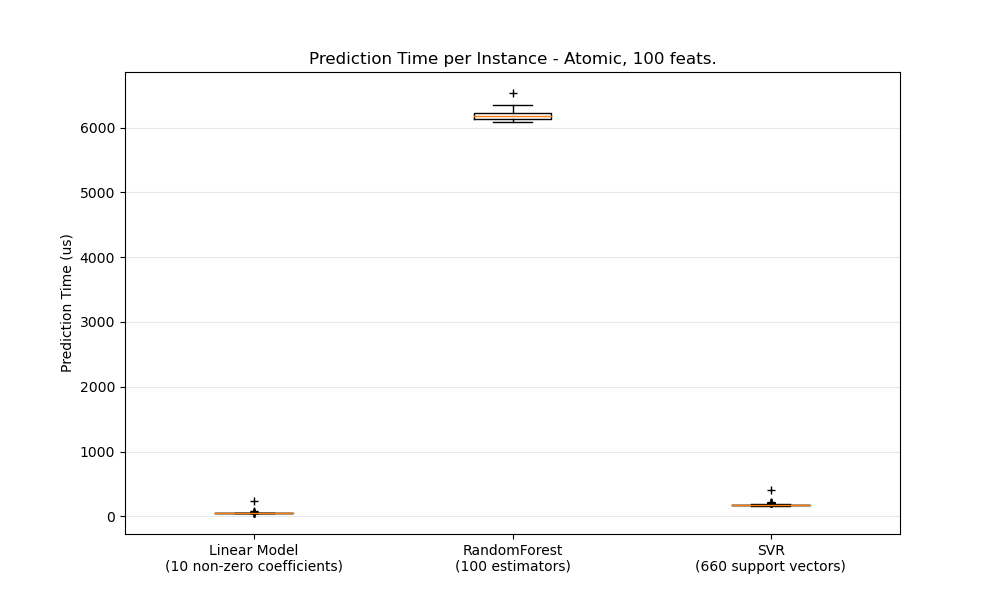 Prediction Time per Instance - Atomic, 100 feats.
Prediction Time (us)
6000
5000
4000
3000
2000
1000
0
Linear Model
(10 non-zero coefficients)
RandomForest
(100 estimators)
SVR
(660 support vectors)